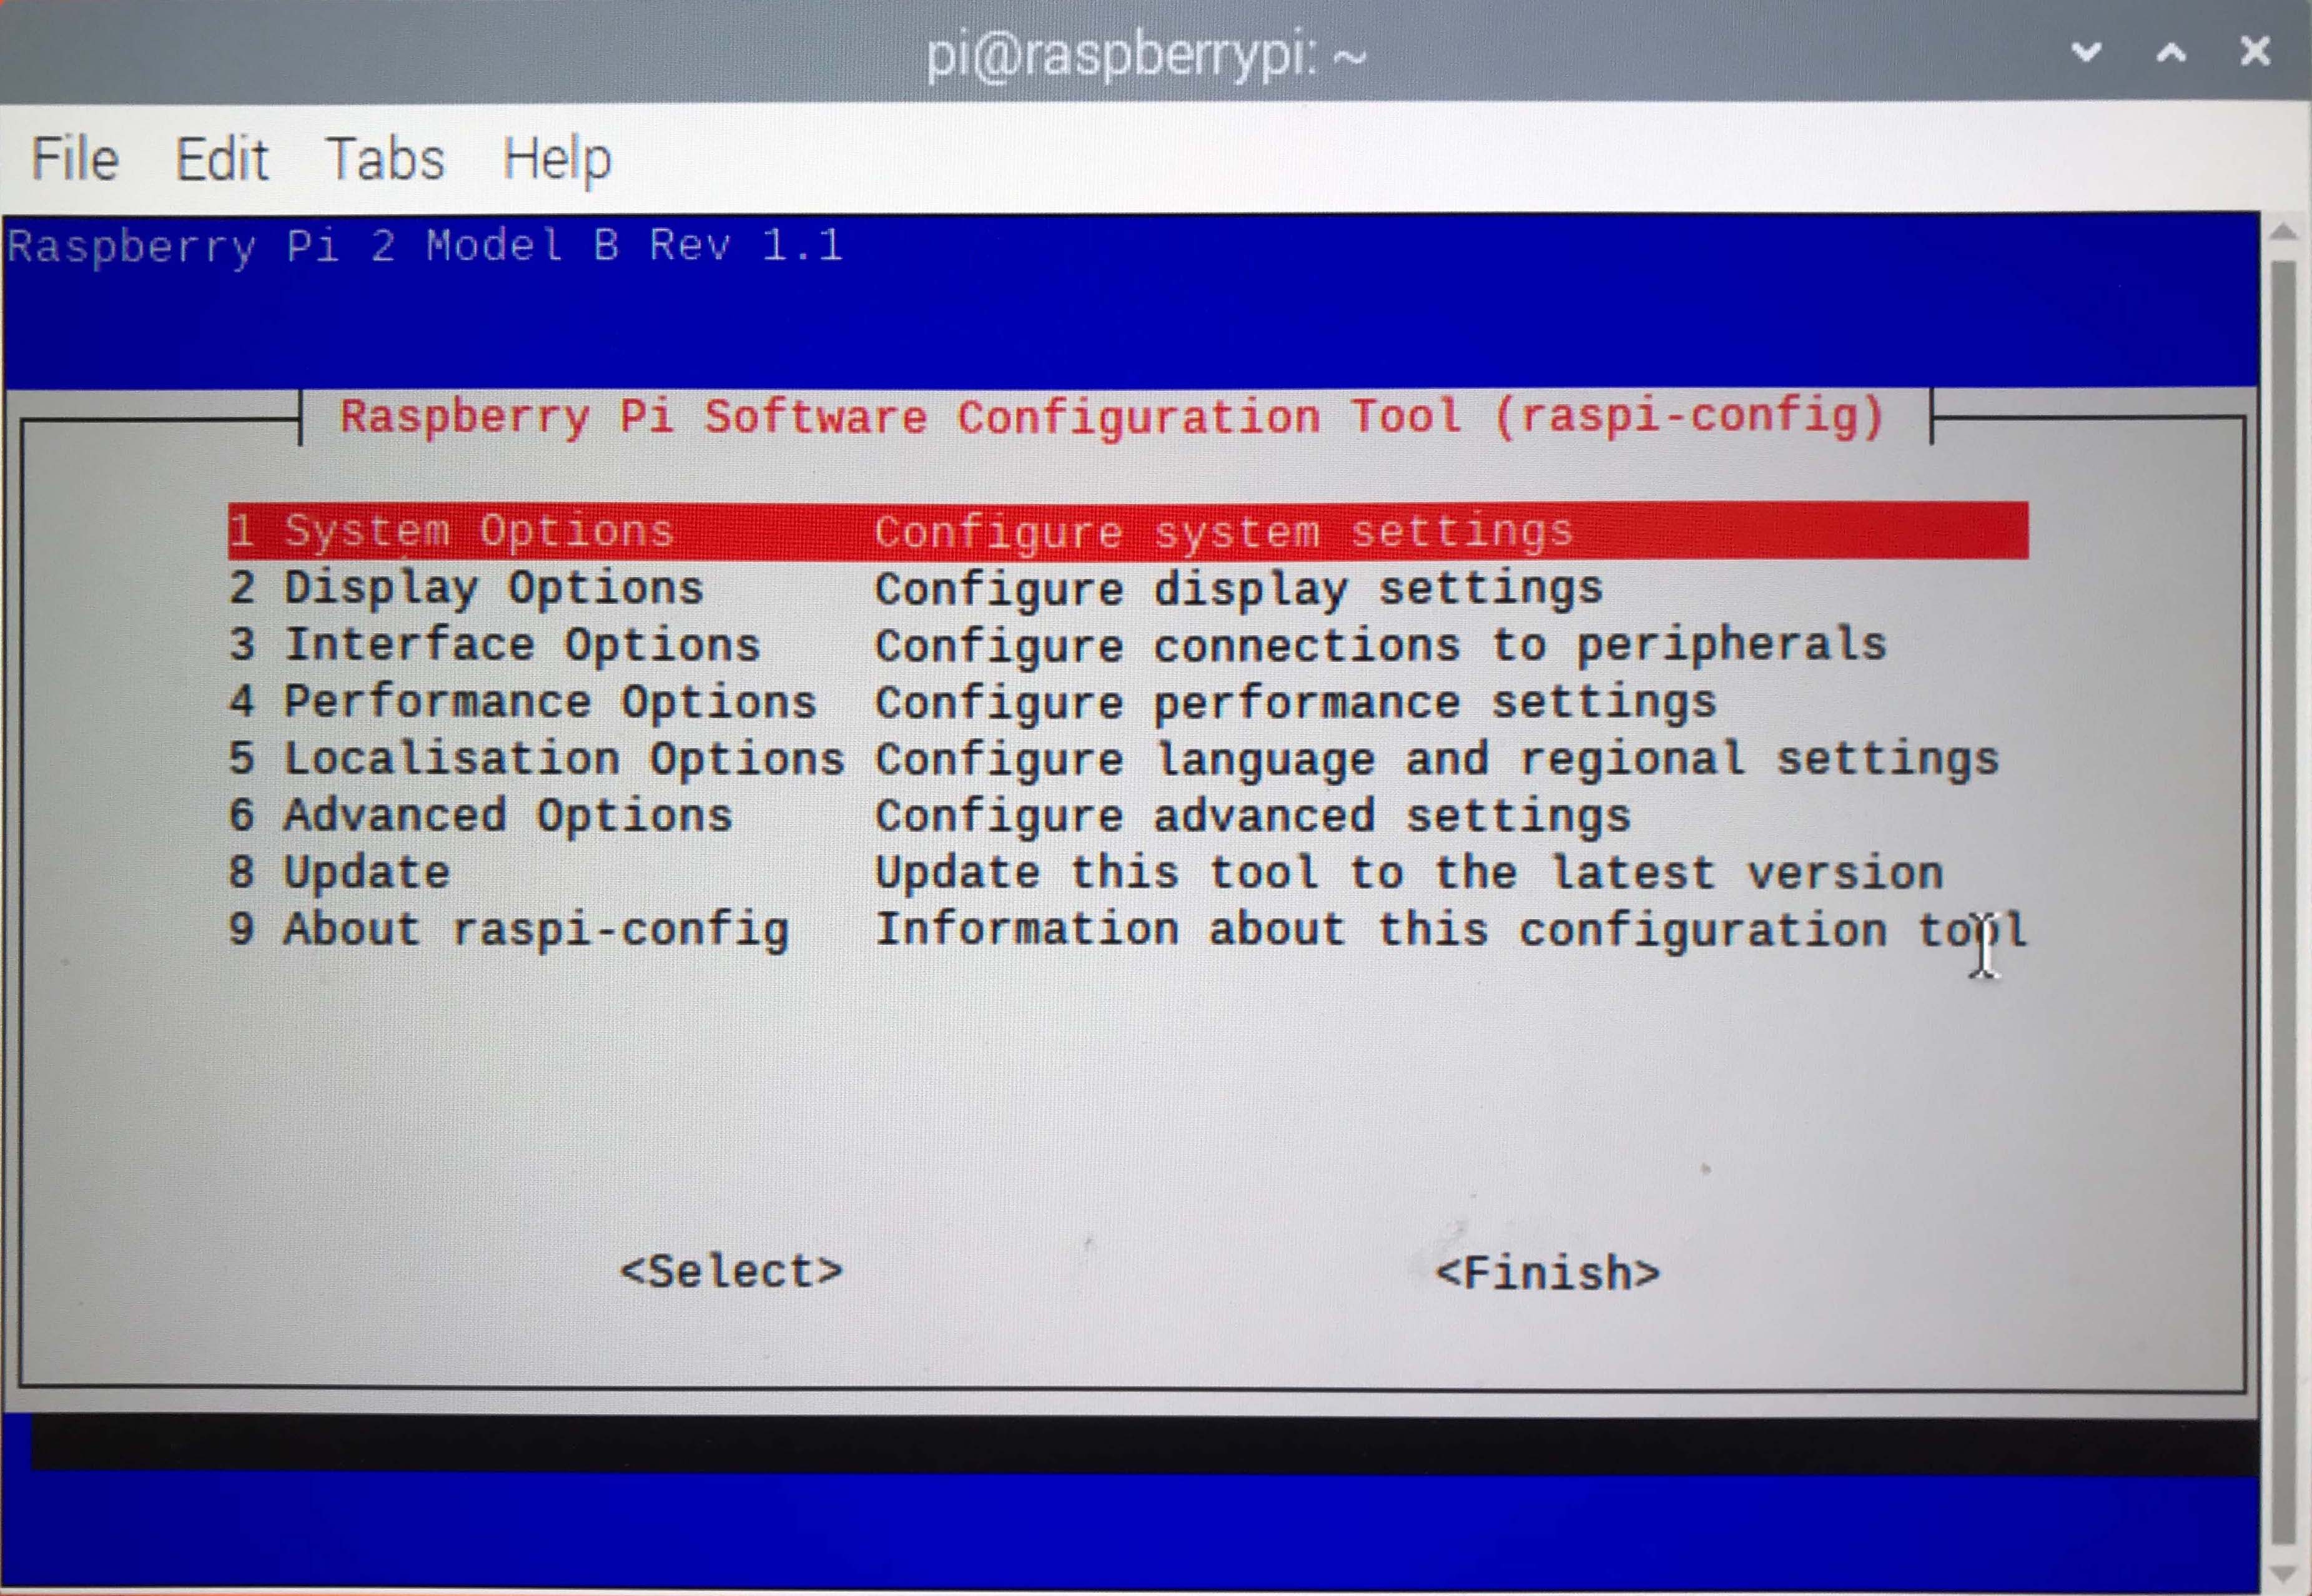 pi@raspberrypi: ~
File Edit Tabs Help
Raspberry Pi 2 Model B Rev 1.1
Raspberry Pi Software Configuration Tool (raspi-config)
1 System Options Configure system settings
2 Display Options Configure display settings
3 Interface Options Configure connections to peripherals
4 Performance Options Configure performance settings
5 Localisation Options Configure language and regional settings
6 Advanced Options Configure advanced settings
8 Update Update this tool to the latest version
9 About raspi-config Information about this configuration tool
<Select> <Finish>